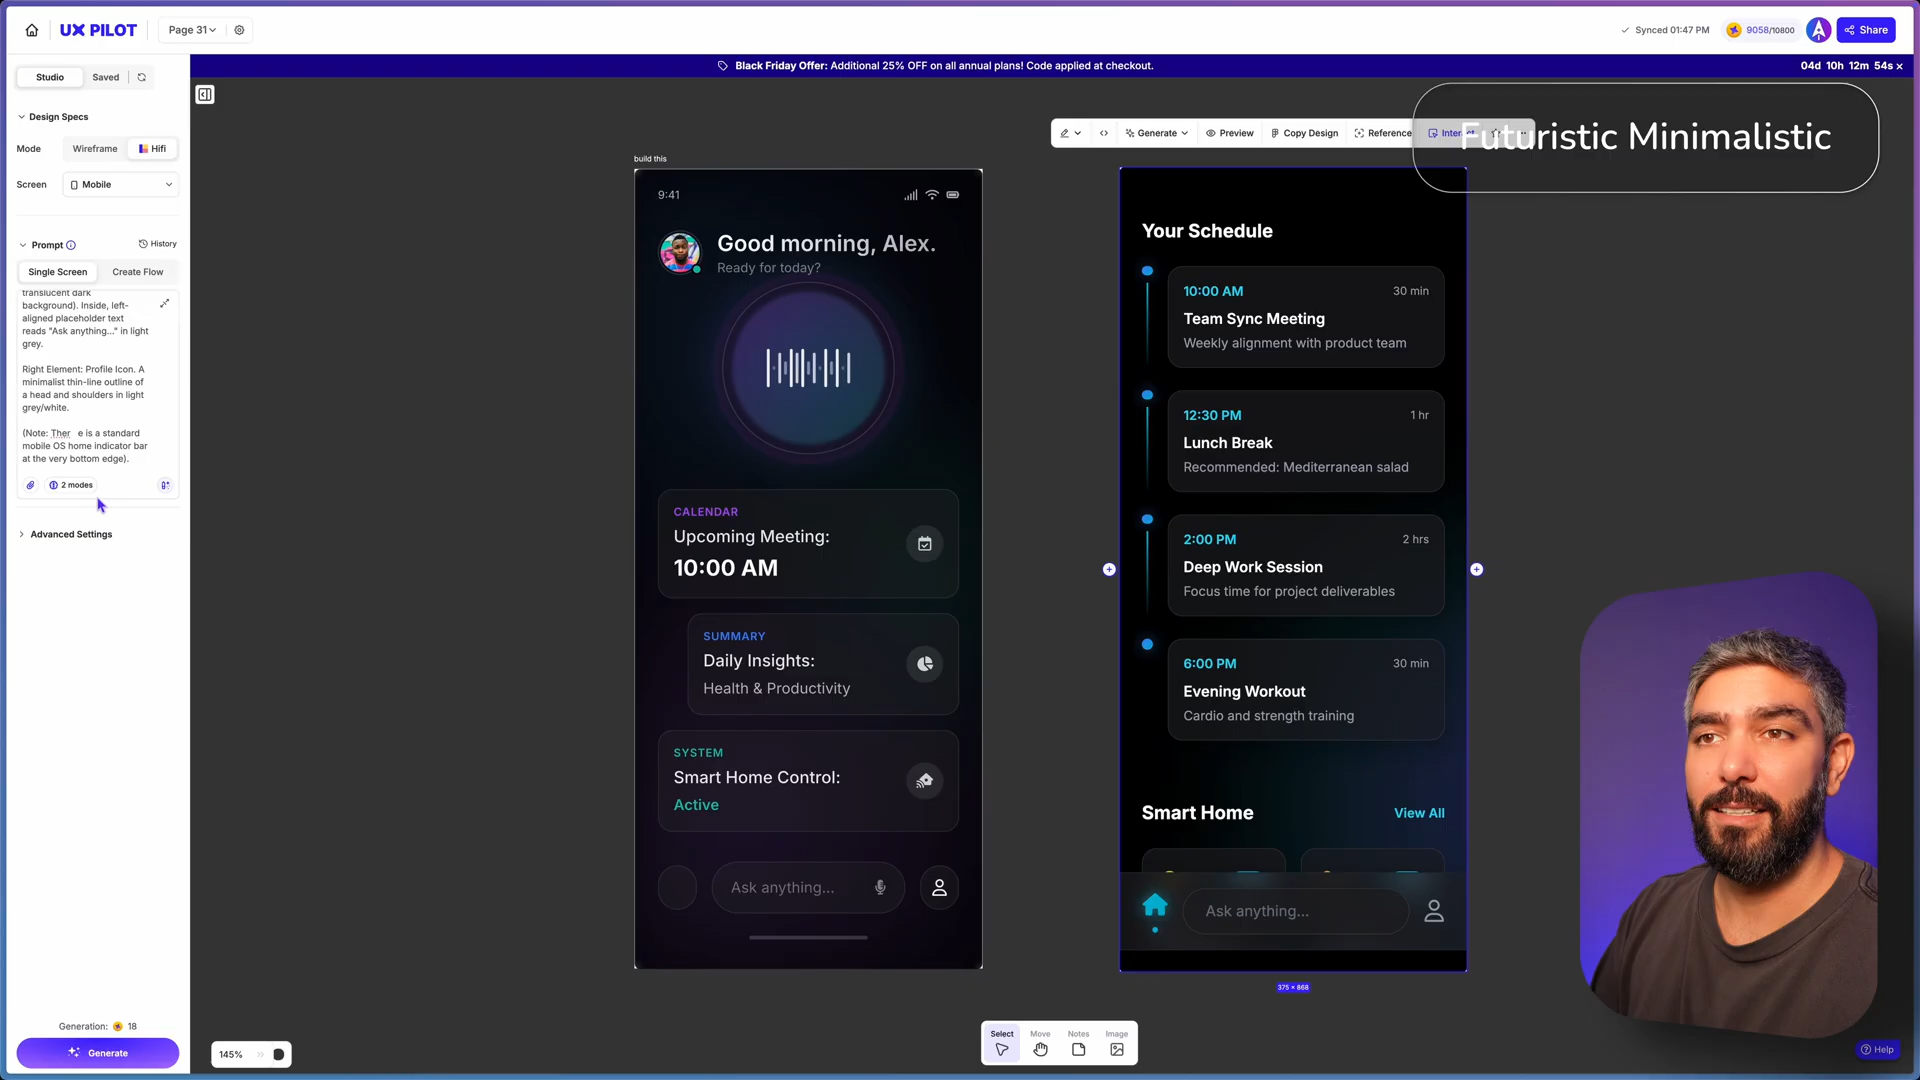 UX PILOT
Page 31
Synced 01:47 PM
9058/10800
Share
Studio
Saved
Black Friday Offer: Additional 25% OFF on all annual plans! Code applied at checkout.
04d 10h 12m 54s ×
Design Specs
Mode
Wireframe
Hifi
Screen
Mobile
Prompt
History
Single Screen
Create Flow
translucent dark
background). Inside, left-
aligned placeholder text
reads "Ask anything..." in light
grey.
Right Element: Profile Icon. A
minimalist thin-line outline of
a head and shoulders in light
grey/white.
(Note: Ther e is a standard
mobile OS home indicator bar
at the very bottom edge).
2 modes
Advanced Settings
Generation: 18
Generate
145%
Generate
Preview
Copy Design
Reference
Interact
Futuristic Minimalistic
build this
9:41
Good morning, Alex.
Ready for today?
CALENDAR
Upcoming Meeting:
10:00 AM
SUMMARY
Daily Insights:
Health & Productivity
SYSTEM
Smart Home Control:
Active
Ask anything...
Your Schedule
10:00 AM
30 min
Team Sync Meeting
Weekly alignment with product team
12:30 PM
1 hr
Lunch Break
Recommended: Mediterranean salad
2:00 PM
2 hrs
Deep Work Session
Focus time for project deliverables
6:00 PM
30 min
Evening Workout
Cardio and strength training
Smart Home
View All
Ask anything...
375 × 868
Select
Move
Notes
Image
Help